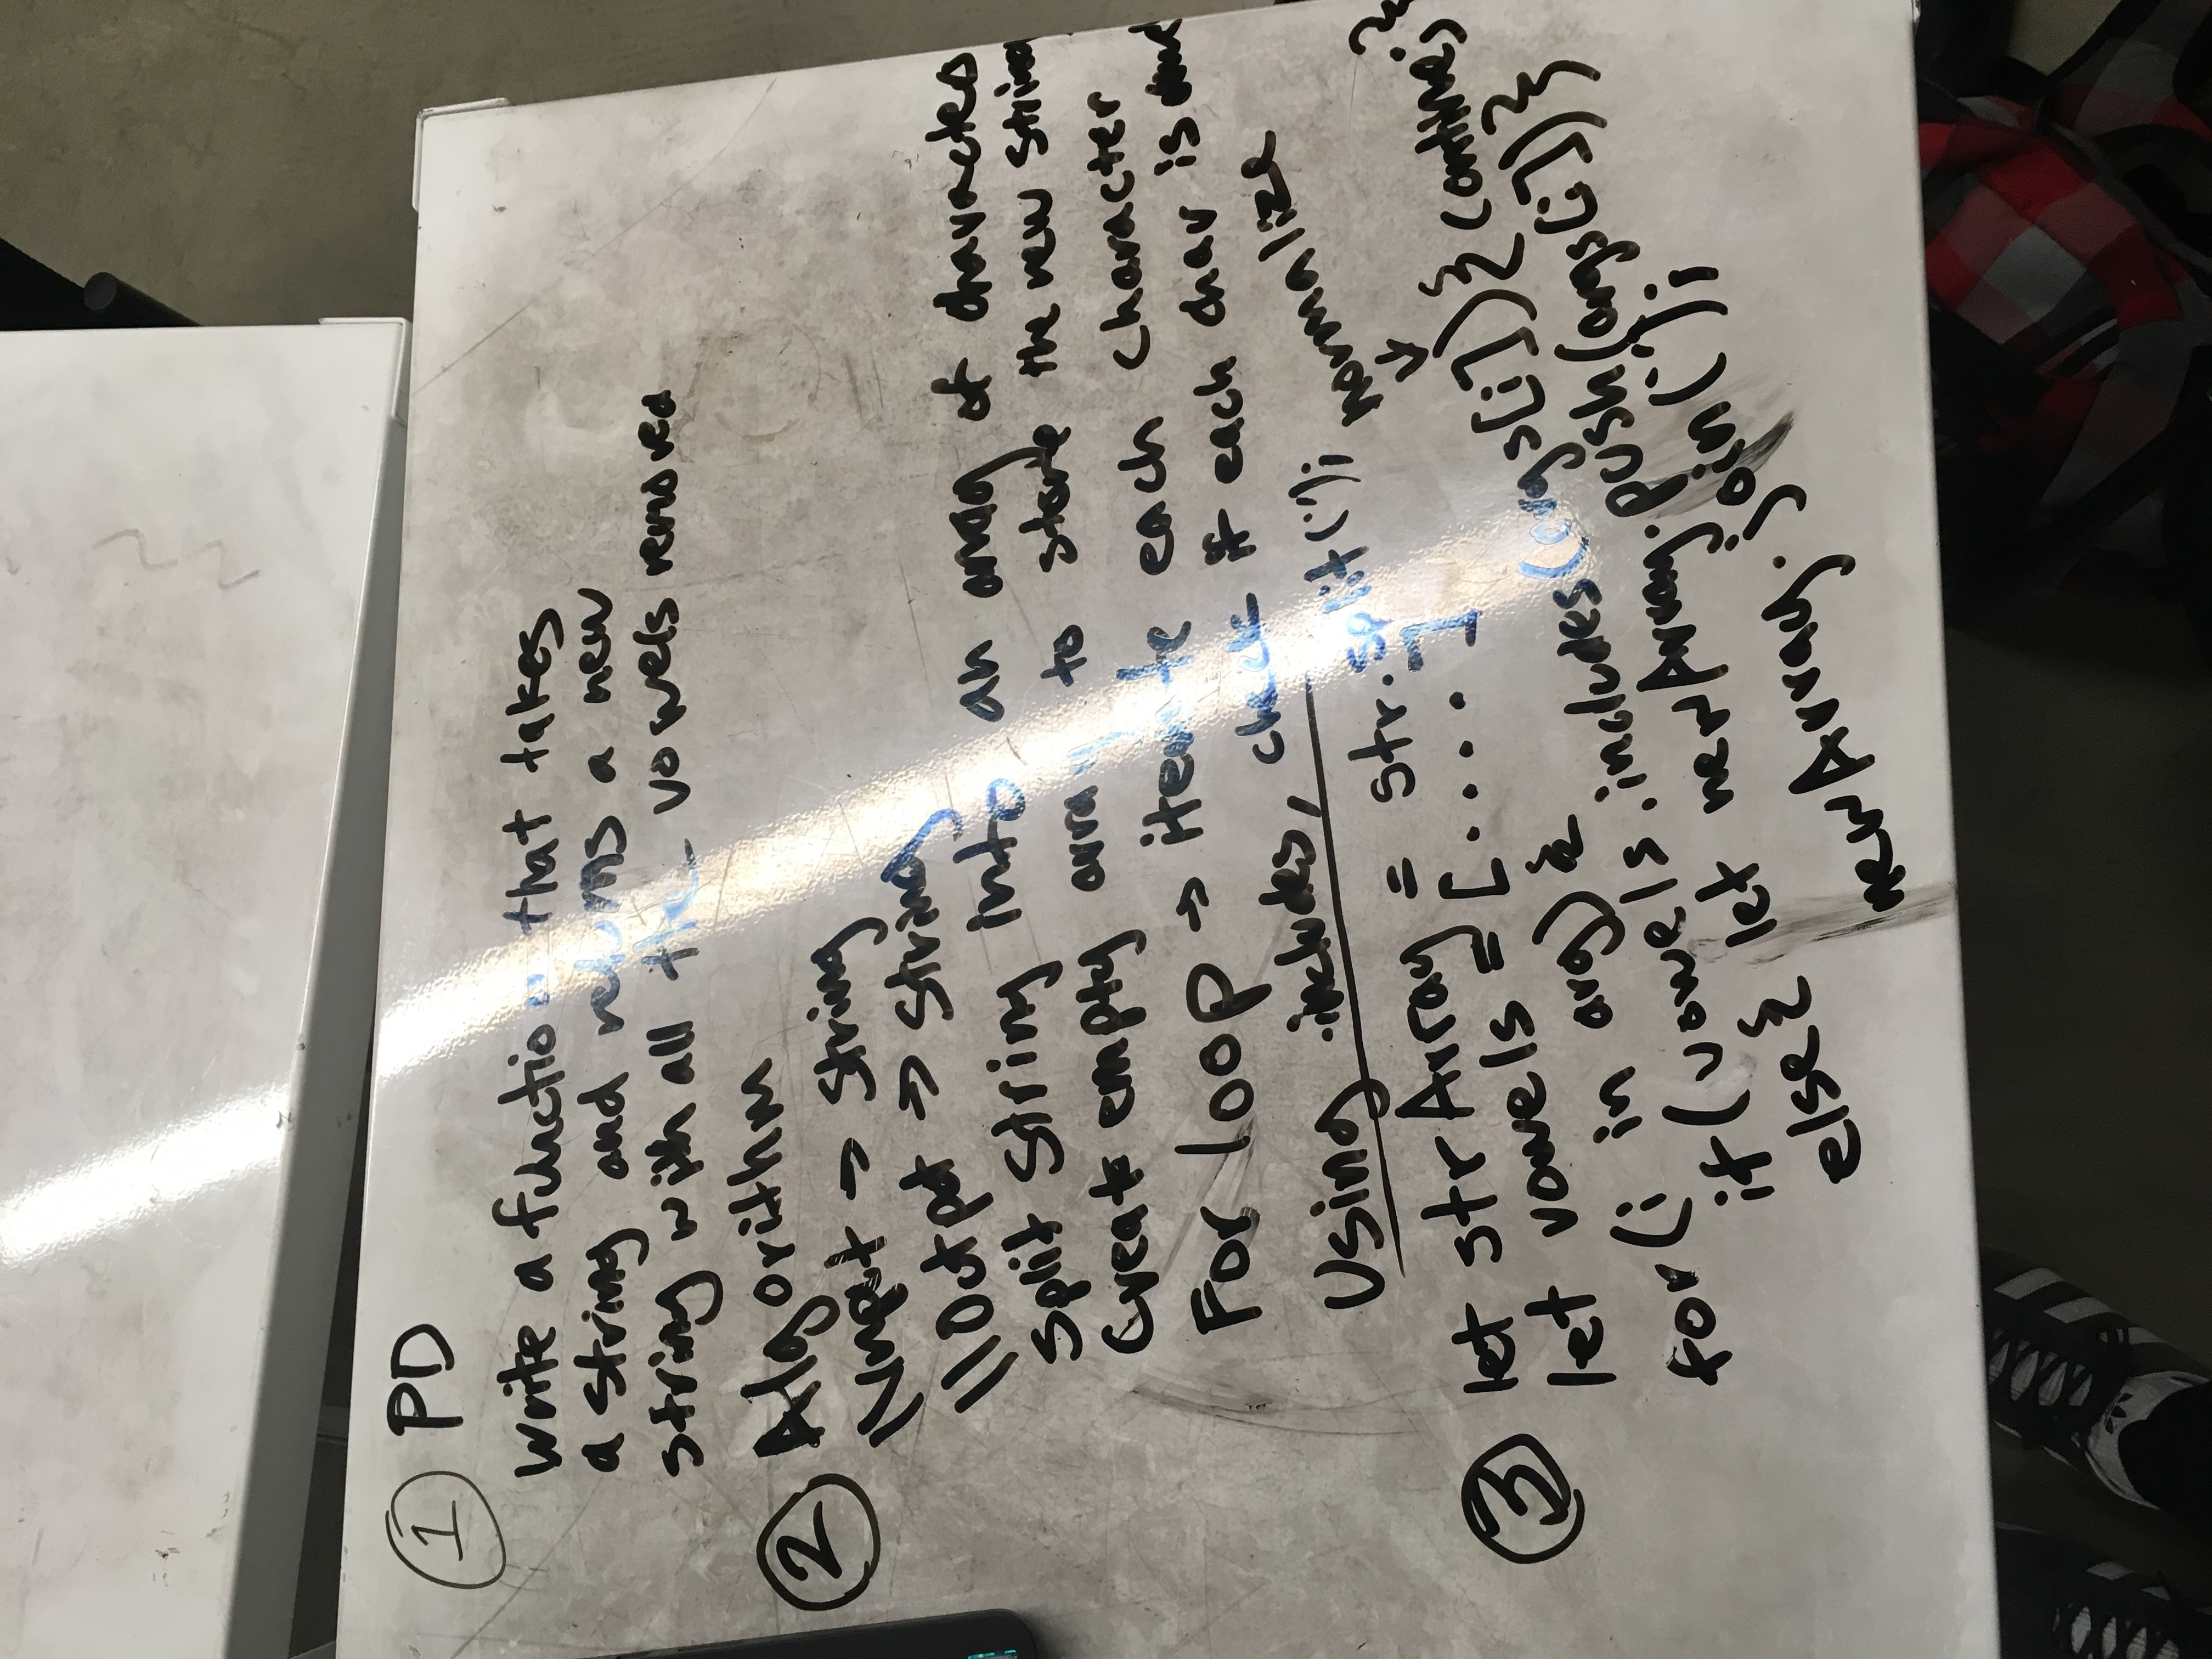 1 PD
Write a function that takes
a string and returns a new
string with all the vowels removed
2 Algorithm
\\Input -> String
\\Output => String
Split String into an array of characters
Create empty array to store the new string
For loop -> iterate each character
Using .includes, check if each char is
normalize
3 let strArray = str.split('');
let vowels = [....]
for(i in arg){
if(vowels.includes(args[i])){continue;}
else{ let newArray.push(args[i])}}
newArray.join('');